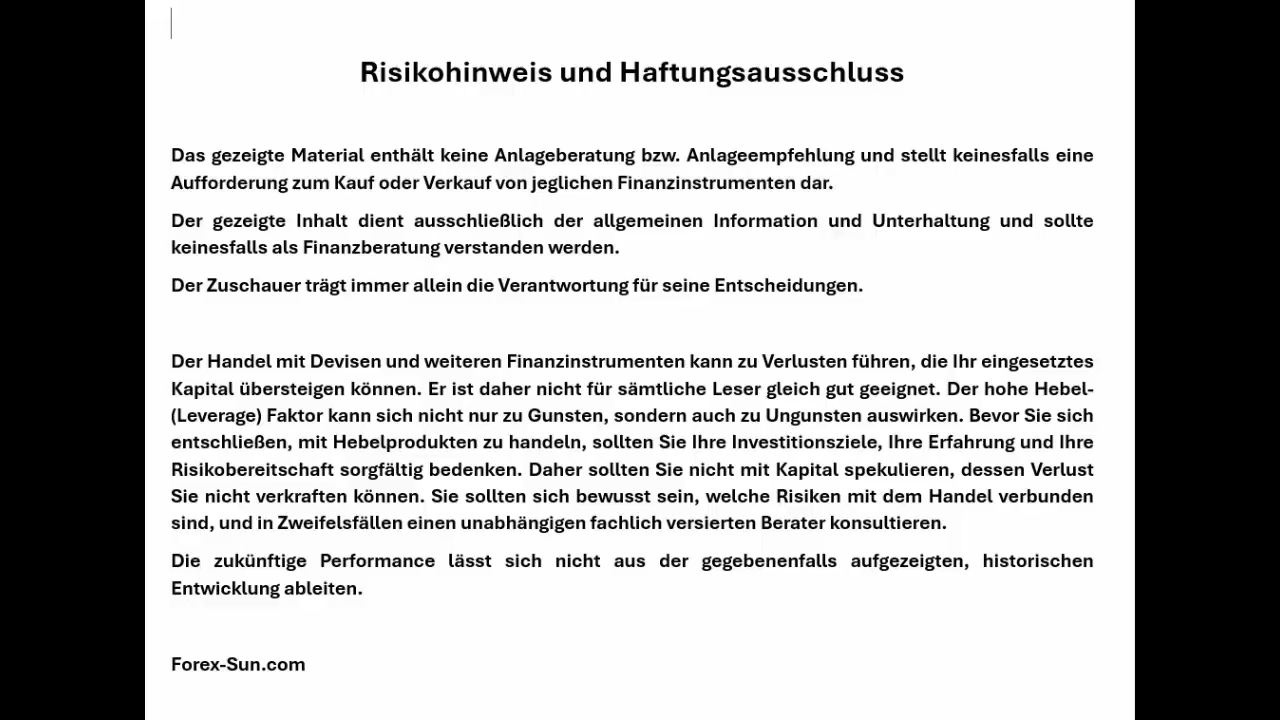 Risikohinweis und Haftungsausschluss
Das gezeigte Material enthält keine Anlageberatung bzw. Anlageempfehlung und stellt keinesfalls eine
Aufforderung zum Kauf oder Verkauf von jeglichen Finanzinstrumenten dar.
Der gezeigte Inhalt dient ausschließlich der allgemeinen Information und Unterhaltung und sollte
keinesfalls als Finanzberatung verstanden werden.
Der Zuschauer trägt immer allein die Verantwortung für seine Entscheidungen.
Der Handel mit Devisen und weiteren Finanzinstrumenten kann zu Verlusten führen, die Ihr eingesetztes
Kapital übersteigen können. Er ist daher nicht für sämtliche Leser gleich gut geeignet. Der hohe Hebel-
(Leverage) Faktor kann sich nicht nur zu Gunsten, sondern auch zu Ungunsten auswirken. Bevor Sie sich
entschließen, mit Hebelprodukten zu handeln, sollten Sie Ihre Investitionsziele, Ihre Erfahrung und Ihre
Risikobereitschaft sorgfältig bedenken. Daher sollten Sie nicht mit Kapital spekulieren, dessen Verlust
Sie nicht verkraften können. Sie sollten sich bewusst sein, welche Risiken mit dem Handel verbunden
sind, und in Zweifelsfällen einen unabhängigen fachlich versierten Berater konsultieren.
Die zukünftige Performance lässt sich nicht aus der gegebenenfalls aufgezeigten, historischen
Entwicklung ableiten.
Forex-Sun.com